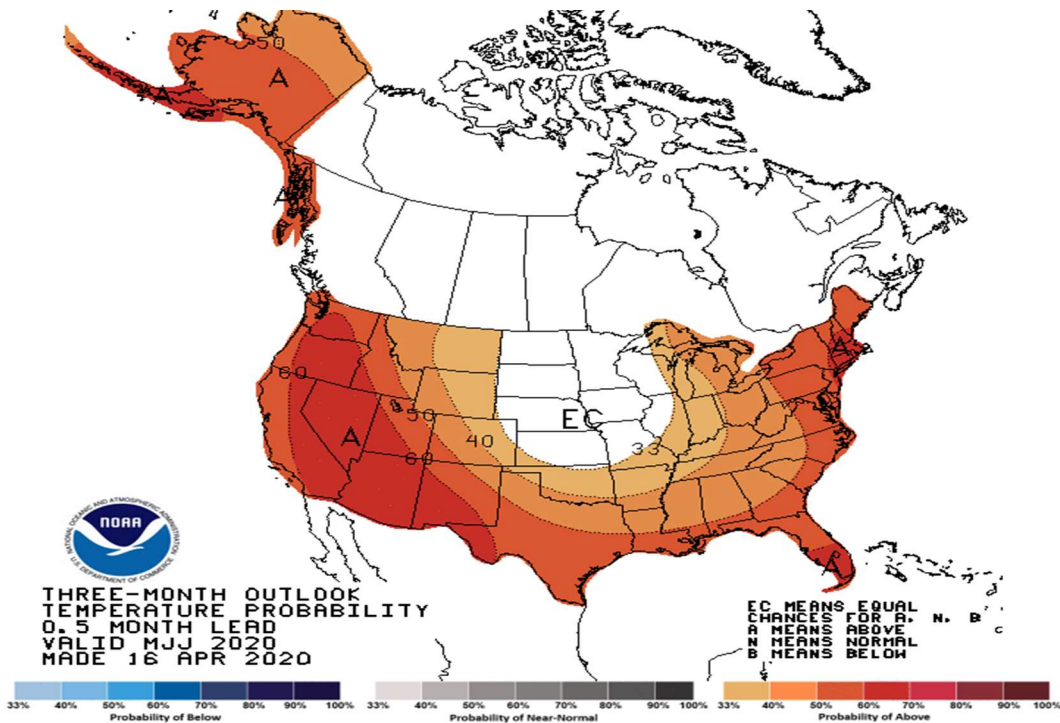 50
A
A
A
60
50
A
60
40
EC
33
A
A
NATIONAL OCEANIC AND ATMOSPHERIC ADMINISTRATION
NOAA
U.S. DEPARTMENT OF COMMERCE
THREE-MONTH OUTLOOK
TEMPERATURE PROBABILITY
0.5 MONTH LEAD
VALID MJJ 2020
MADE 16 APR 2020
EC MEANS EQUAL
CHANCES FOR A, N, B
A MEANS ABOVE
N MEANS NORMAL
B MEANS BELOW
33% 40% 50% 60% 70% 80% 90% 100%
Probability of Below
33% 40% 50% 60% 70% 80% 90% 100%
Probability of Near-Normal
33% 40% 50% 60% 70% 80% 90% 100%
Probability of Above